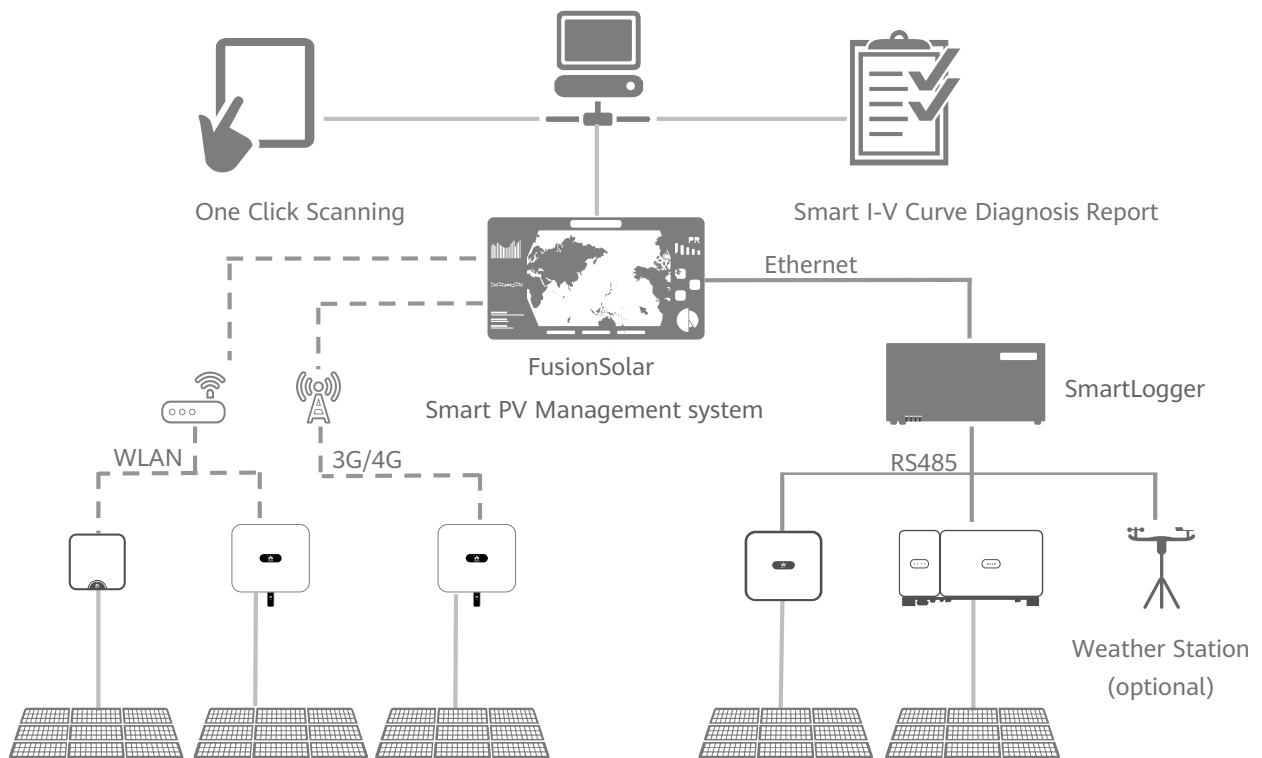 One Click Scanning
Smart I-V Curve Diagnosis Report
PR
Ethernet
FusionSolar
Smart PV Management system
SmartLogger
WLAN
3G/4G
RS485
Weather Station
(optional)